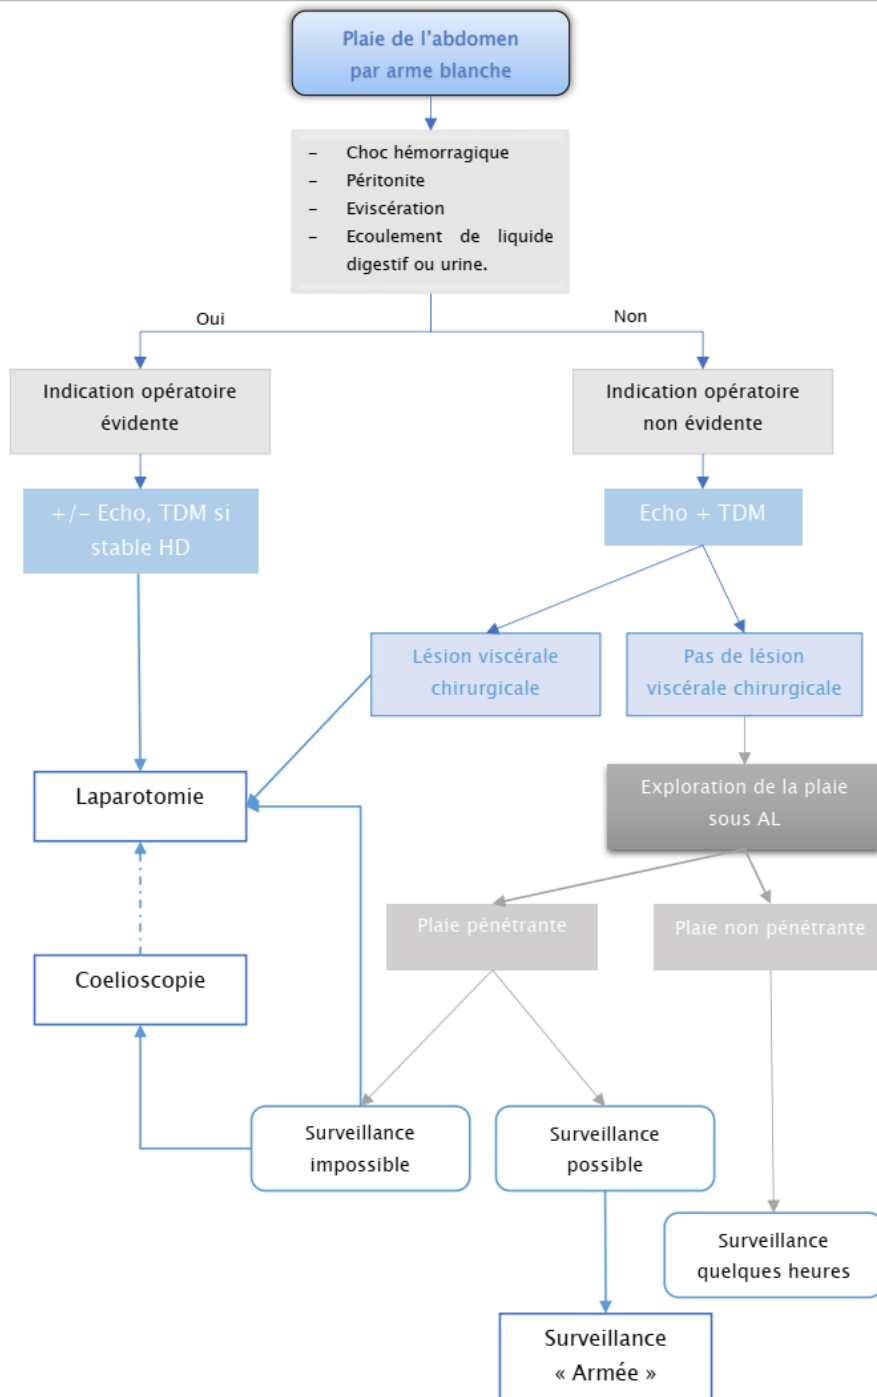 Plaie de l'abdomen
par arme blanche
– Choc hémorragique
– Péritonite
– Eviscération
– Ecoulement de liquide
digestif ou urine.
Oui
Non
Indication opératoire
évidente
Indication opératoire
non évidente
+/- Echo, TDM si
stable HD
Echo + TDM
Lésion viscérale
chirurgicale
Pas de lésion
viscérale chirurgicale
Laparotomie
Exploration de la plaie
sous AL
Plaie pénétrante
Plaie non pénétrante
Coelioscopie
Surveillance
impossible
Surveillance
possible
Surveillance
quelques heures
Surveillance
« Armée »